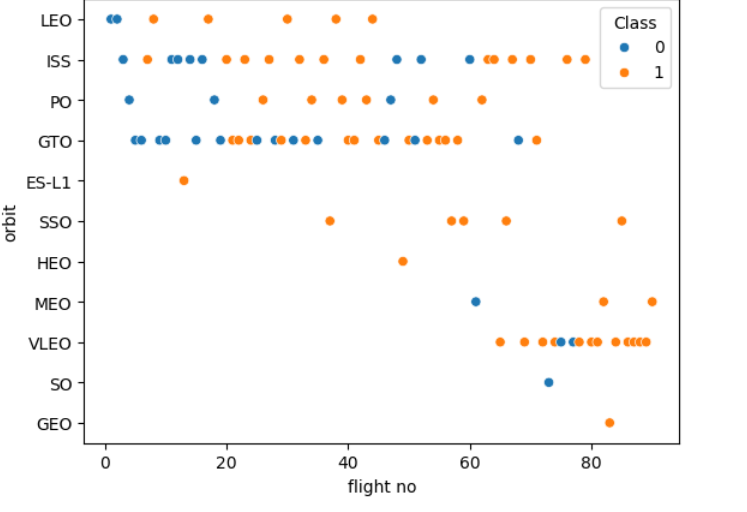 LEO
ISS
PO
GTO
ES-L1
SSO
HEO
MEO
VLEO
SO
GEO
orbit
0
20
40
60
80
flight no
Class
0
1